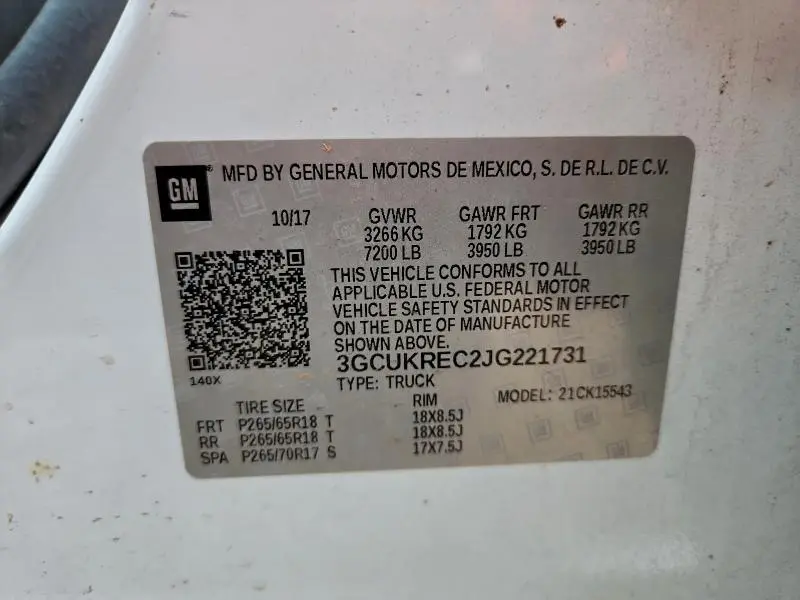 GM
MFD BY GENERAL MOTORS DE MEXICO, S. DE R.L. DE C.V.
10/17 GVWR GAWR FRT GAWR RR
3266 KG 1792 KG 1792 KG
7200 LB 3950 LB 3950 LB
THIS VEHICLE CONFORMS TO ALL
APPLICABLE U.S. FEDERAL MOTOR
VEHICLE SAFETY STANDARDS IN EFFECT
ON THE DATE OF MANUFACTURE
SHOWN ABOVE.
3GCUKREC2JG221731
140X
TYPE: TRUCK MODEL: 21CK15543
TIRE SIZE RIM
FRT P265/65R18 T 18X8.5J
RR P265/65R18 T 18X8.5J
SPA P265/70R17 S 17X7.5J